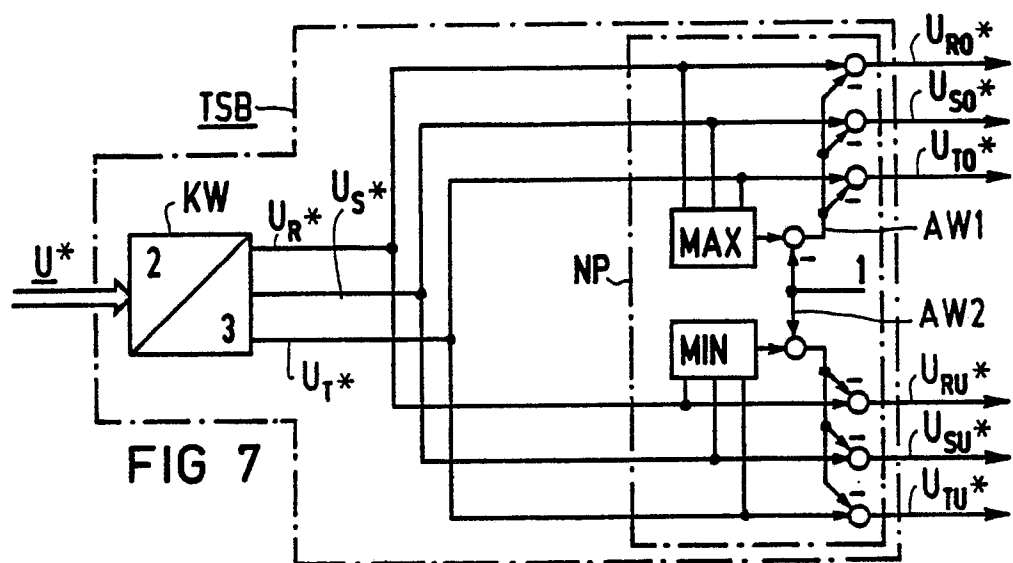 U_RO*
TSB
U_SO*
U_TO*
KW
U_S*
U_R*
MAX
AW1
U*
2
NP
1
3
AW2
MIN
U_T*
U_RU*
U_SU*
FIG 7
U_TU*
-
-
-
-
-
-
-